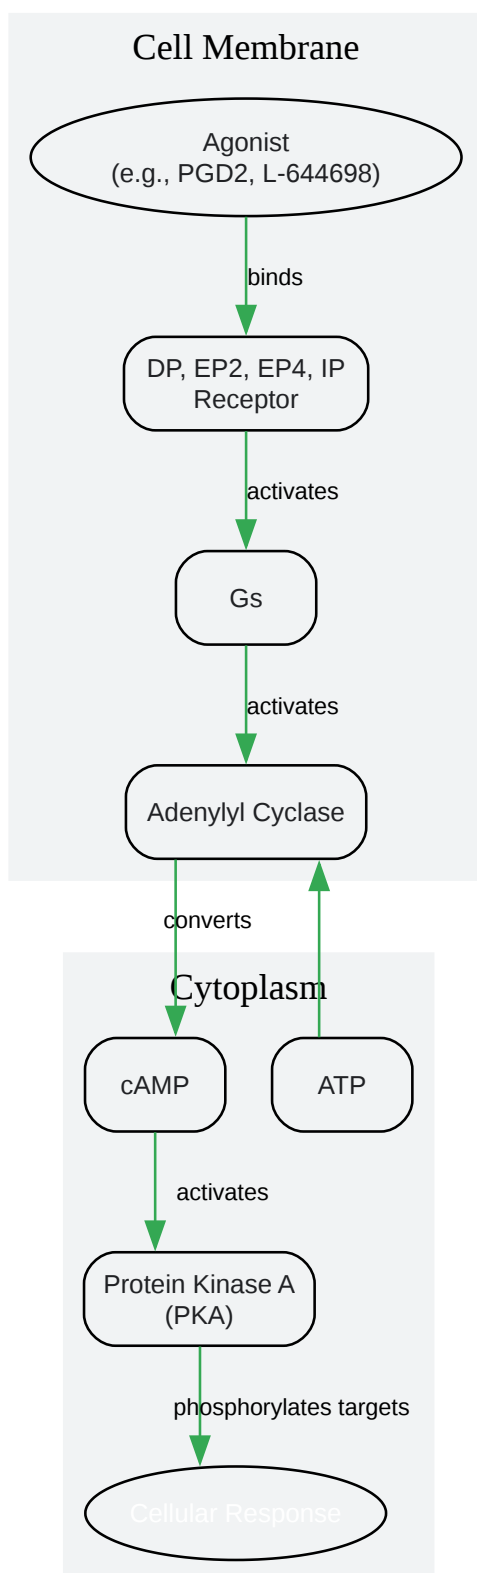 Cell Membrane
Agonist
(e.g., PGD2, L-644698)
binds
DP, EP2, EP4, IP
Receptor
activates
Gs
activates
Adenylyl Cyclase
converts
Cytoplasm
cAMP
ATP
activates
Protein Kinase A
(PKA)
phosphorylates targets
Cellular Response